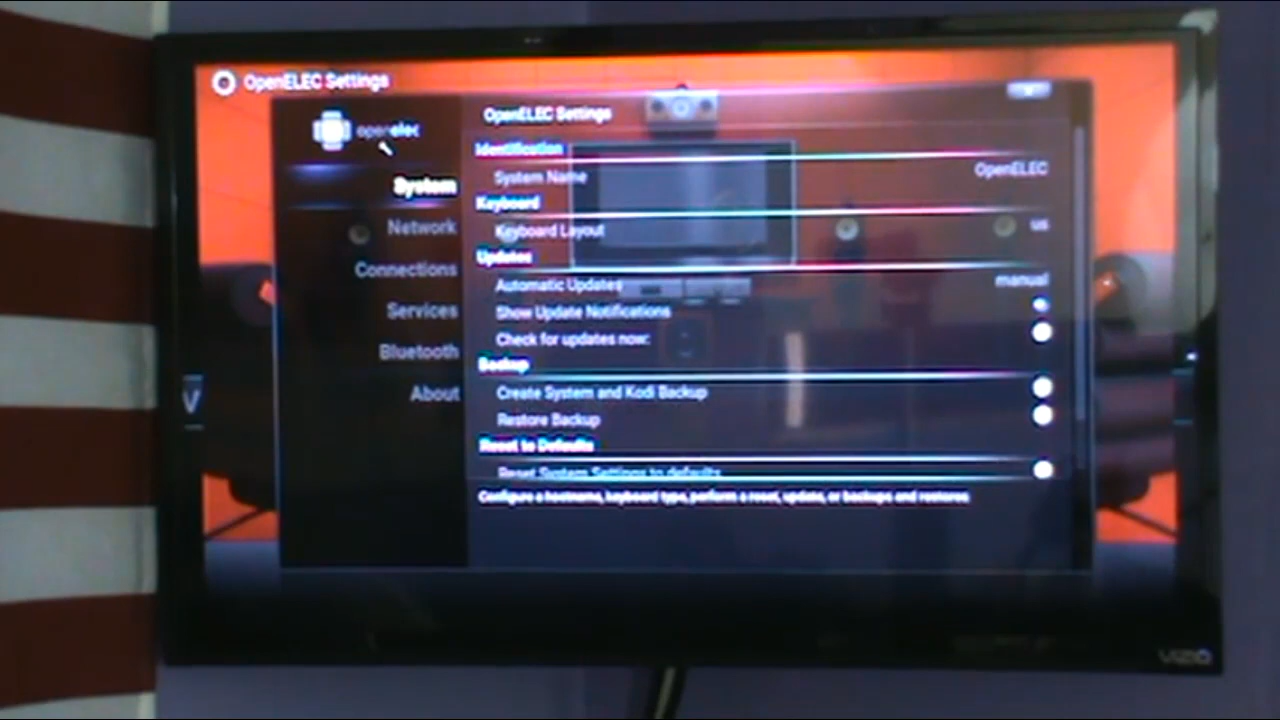 OpenELEC Settings
openelec
System
Network
Connections
Services
Bluetooth
About
OpenELEC Settings
Identification
System Name OpenELEC
Keyboard
Keyboard Layout us
Updates
Automatic Updates manual
Show Update Notifications
Check for updates now:
Backup
Create System and Kodi Backup
Restore Backup
Reset to Defaults
Reset System Settings to defaults
Configure a hostname, keyboard type, perform a reset, update, or backups and restores
VIZIO